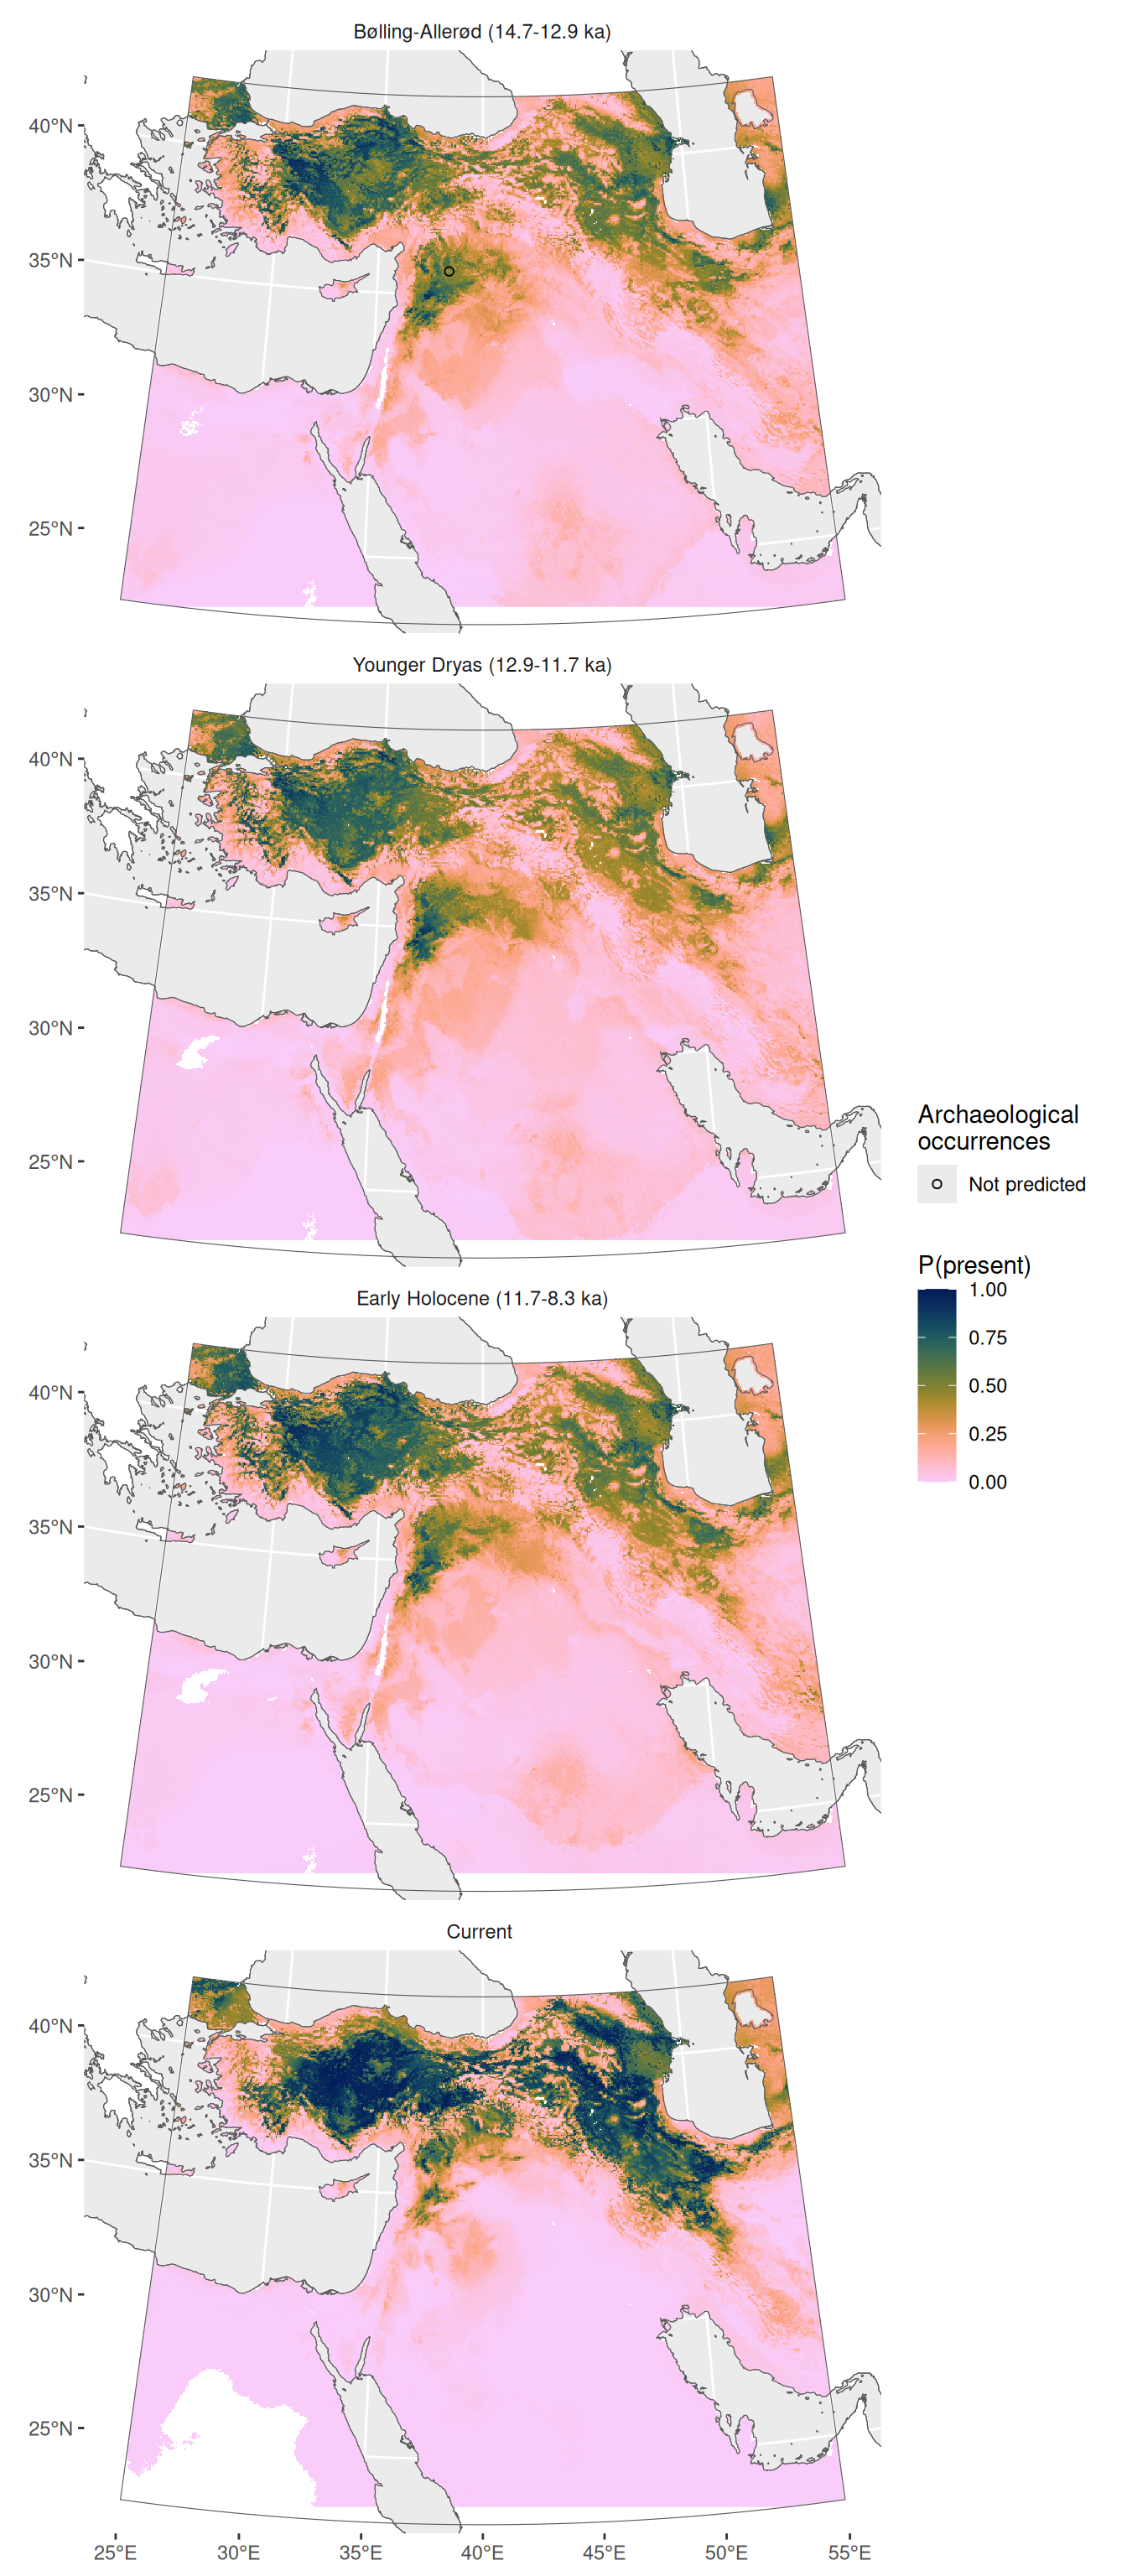 Bølling-Allerød (14.7-12.9 ka)
40°N
35°N
30°N
25°N
Younger Dryas (12.9-11.7 ka)
40°N
35°N
30°N
25°N
Archaeological
occurrences
Not predicted
P(present)
1.00
0.75
0.50
0.25
0.00
Early Holocene (11.7-8.3 ka)
40°N
35°N
30°N
25°N
Current
40°N
35°N
30°N
25°N
25°E 30°E 35°E 40°E 45°E 50°E 55°E